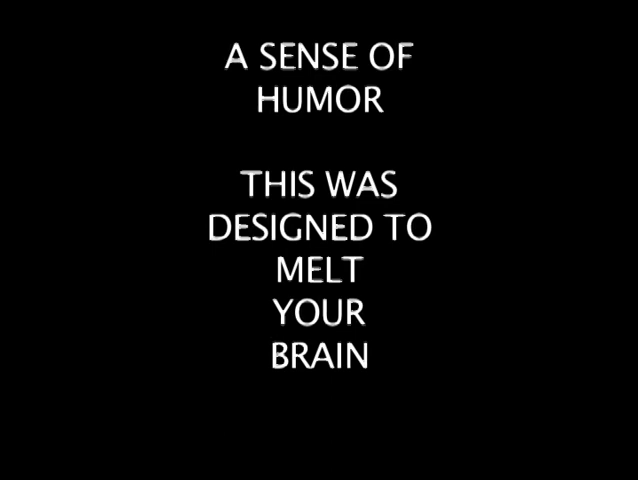 A SENSE OF
HUMOR
THIS WAS
DESIGNED TO
MELT
YOUR
BRAIN